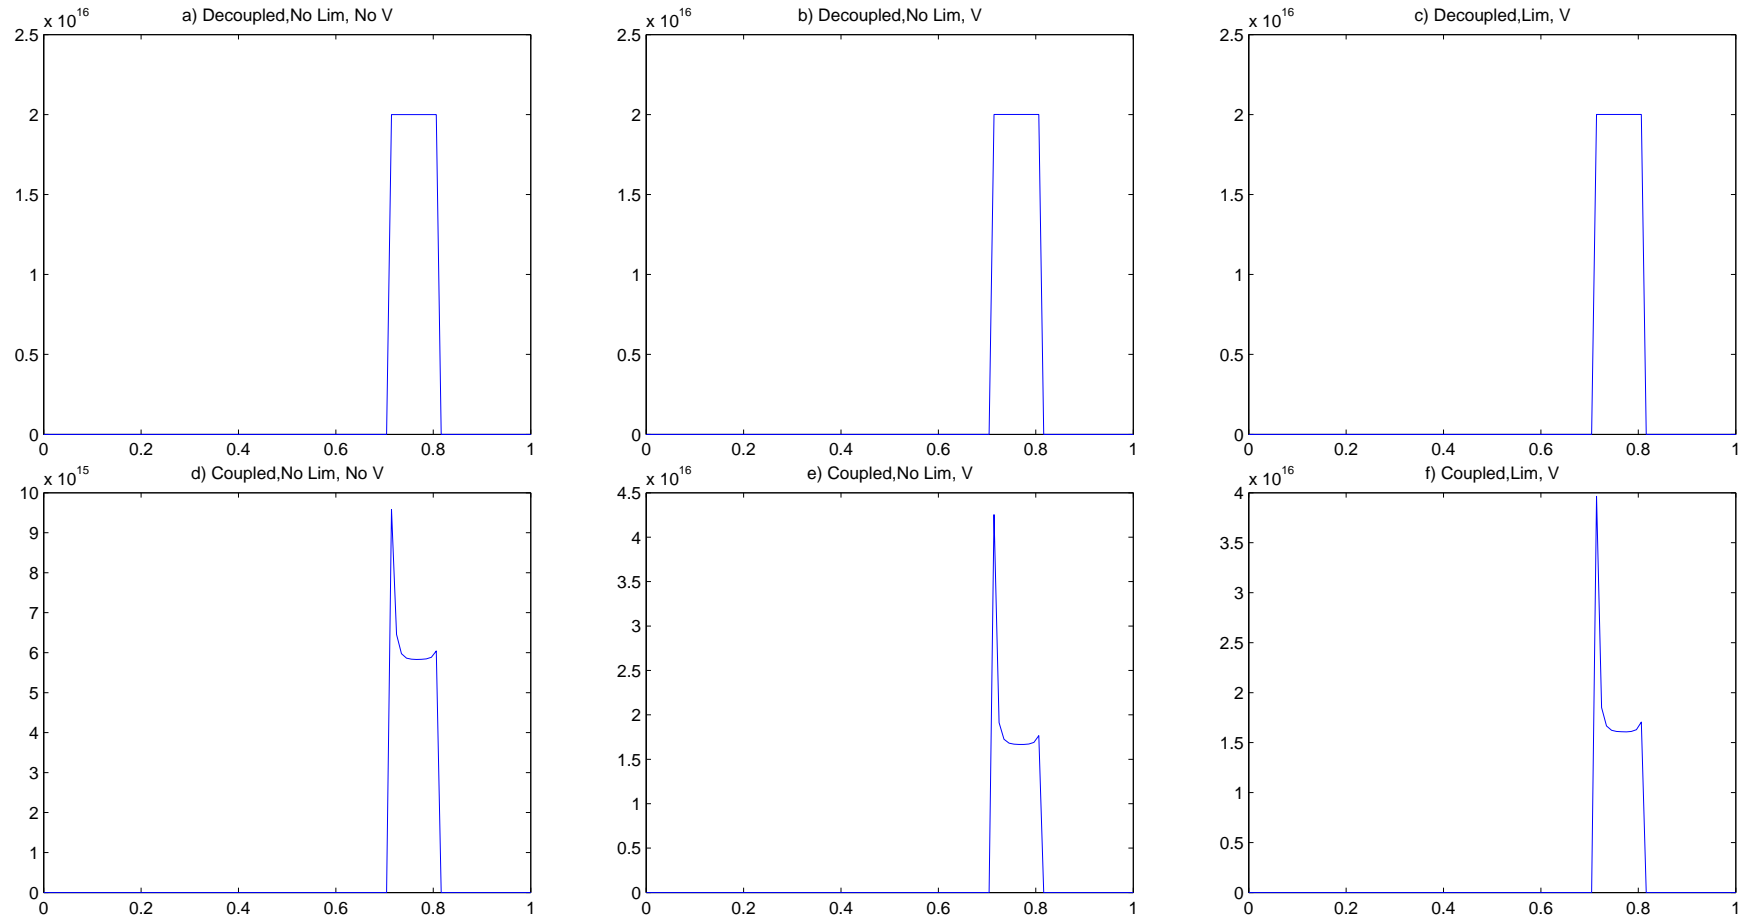 a) Decoupled,No Lim, No V
x 10^16
2.5
2
1.5
1
0.5
0
0 0.2 0.4 0.6 0.8 1
b) Decoupled,No Lim, V
x 10^16
2.5
2
1.5
1
0.5
0
0 0.2 0.4 0.6 0.8 1
c) Decoupled,Lim, V
x 10^16
2.5
2
1.5
1
0.5
0
0 0.2 0.4 0.6 0.8 1
d) Coupled,No Lim, No V
x 10^15
10
9
8
7
6
5
4
3
2
1
0
0 0.2 0.4 0.6 0.8 1
e) Coupled,No Lim, V
x 10^16
4.5
4
3.5
3
2.5
2
1.5
1
0.5
0
0 0.2 0.4 0.6 0.8 1
f) Coupled,Lim, V
x 10^16
4
3.5
3
2.5
2
1.5
1
0.5
0
0 0.2 0.4 0.6 0.8 1